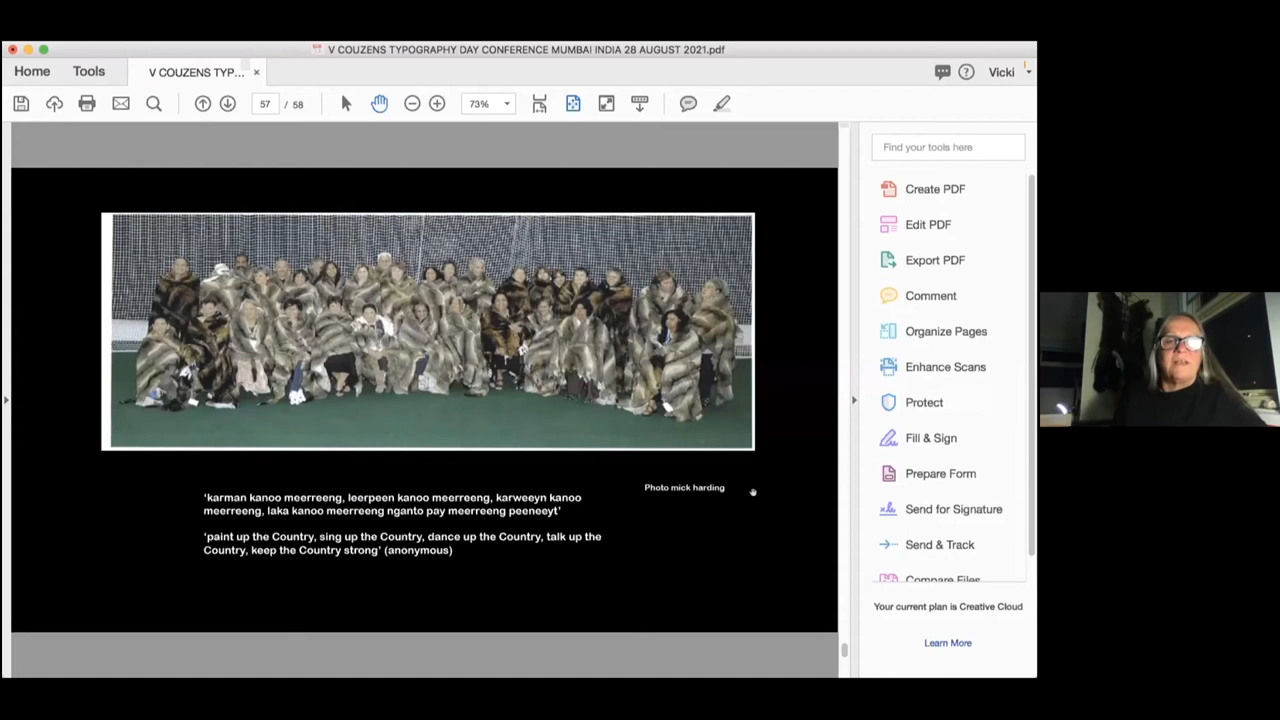 V COUZENS TYPOGRAPHY DAY CONFERENCE MUMBAI INDIA 28 AUGUST 2021.pdf
Home
Tools
V COUZENS TYP... ×
Vicki
57 / 58
73%
Find your tools here
Create PDF
Edit PDF
Export PDF
Comment
Organize Pages
Enhance Scans
Protect
Fill & Sign
Prepare Form
Send for Signature
Send & Track
Compare Files
Your current plan is Creative Cloud
Learn More
Photo mick harding
‘karman kanoo meerreeng, leerpeen kanoo meerreeng, karweeyn kanoo
meerreeng, laka kanoo meerreeng nganto pay meerreeng peeneeyt’
‘paint up the Country, sing up the Country, dance up the Country, talk up the
Country, keep the Country strong’ (anonymous)